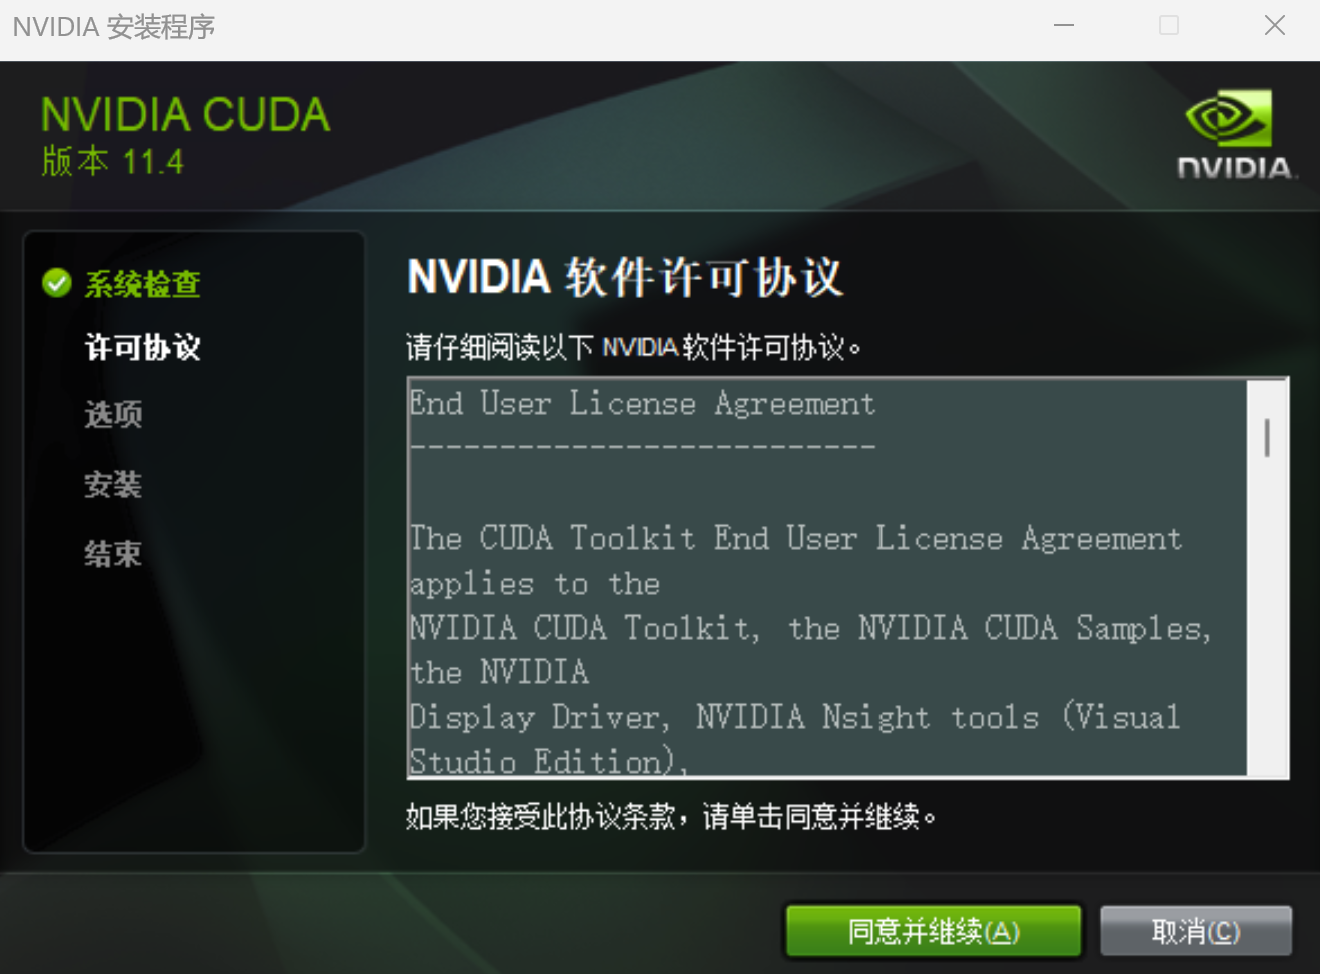 NVIDIA 安装程序
NVIDIA CUDA
版本 11.4
NVIDIA.
系统检查
许可协议
选项
安装
结束
NVIDIA 软件许可协议
请仔细阅读以下 NVIDIA 软件许可协议。
End User License Agreement
--------------------------
The CUDA Toolkit End User License Agreement
applies to the
NVIDIA CUDA Toolkit, the NVIDIA CUDA Samples,
the NVIDIA
Display Driver, NVIDIA Nsight tools (Visual
Studio Edition),
如果您接受此协议条款，请单击同意并继续。
同意并继续(A)
取消(C)